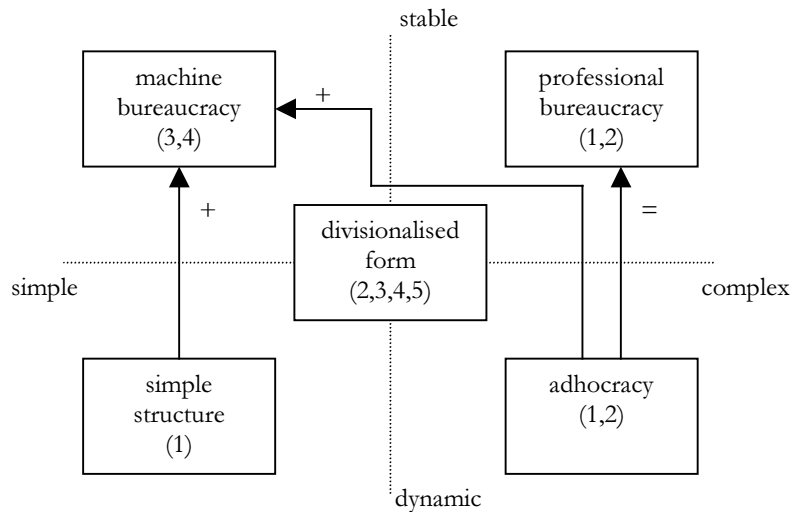 stable
machine
bureaucracy
(3,4)
+
professional
bureaucracy
(1,2)
+
=
divisionalised
form
(2,3,4,5)
simple
complex
simple
structure
(1)
adhocracy
(1,2)
dynamic